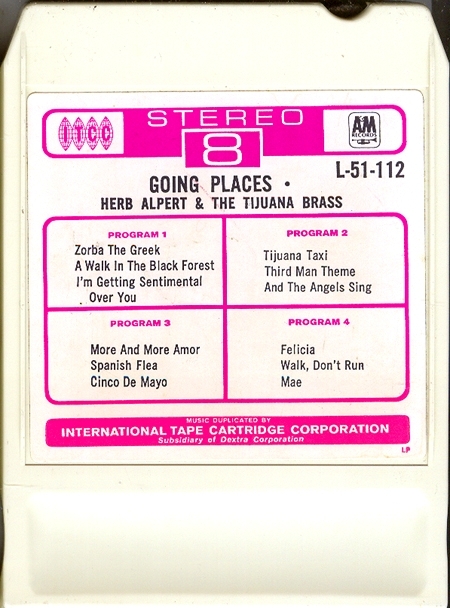 ITCC
STEREO
8
A&M
RECORDS
L-51-112
GOING PLACES •
HERB ALPERT & THE TIJUANA BRASS
PROGRAM 1
Zorba The Greek
A Walk In The Black Forest
I'm Getting Sentimental
Over You
PROGRAM 2
Tijuana Taxi
Third Man Theme
And The Angels Sing
PROGRAM 3
More And More Amor
Spanish Flea
Cinco De Mayo
PROGRAM 4
Felicia
Walk, Don't Run
Mae
MUSIC DUPLICATED BY
INTERNATIONAL TAPE CARTRIDGE CORPORATION
Subsidiary of Dextra Corporation
LP